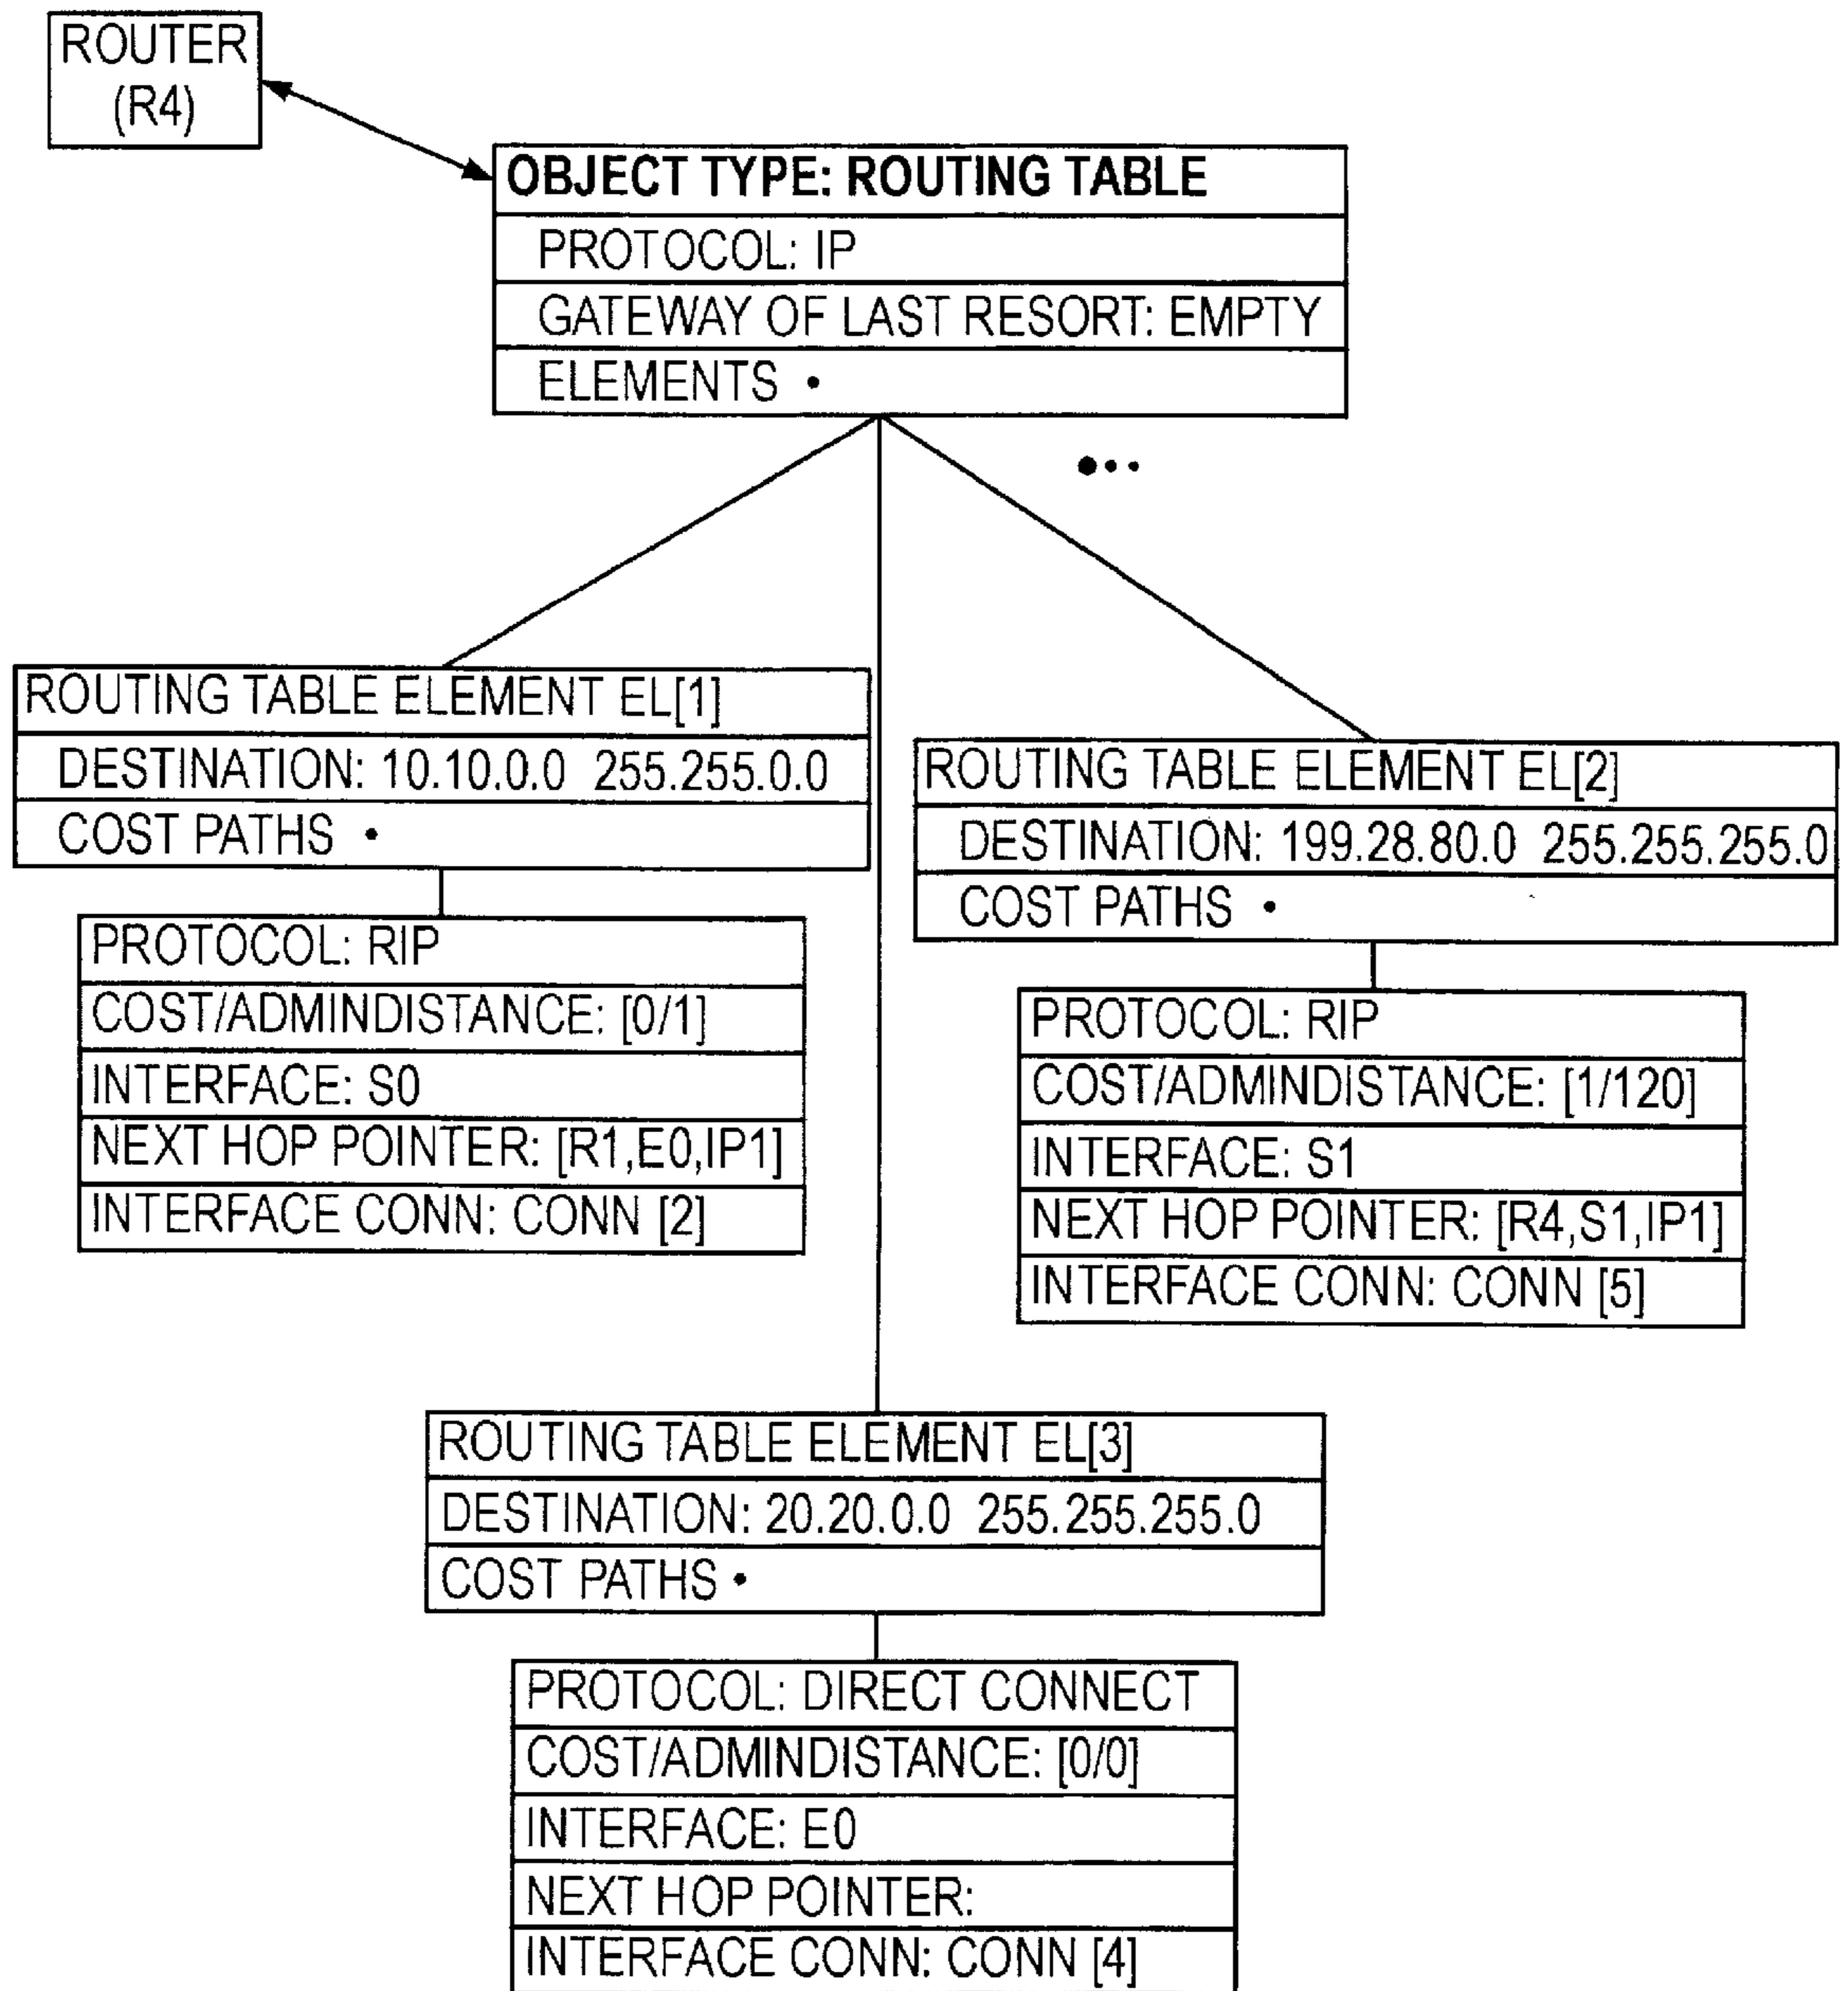 ROUTER
(R4)
OBJECT TYPE: ROUTING TABLE
PROTOCOL: IP
GATEWAY OF LAST RESORT: EMPTY
ELEMENTS •
ROUTING TABLE ELEMENT EL[1]
DESTINATION: 10.10.0.0 255.255.0.0
COST PATHS •
PROTOCOL: RIP
COST/ADMINDISTANCE: [0/1]
INTERFACE: S0
NEXT HOP POINTER: [R1,E0,IP1]
INTERFACE CONN: CONN [2]
ROUTING TABLE ELEMENT EL[2]
DESTINATION: 199.28.80.0 255.255.255.0
COST PATHS •
PROTOCOL: RIP
COST/ADMINDISTANCE: [1/120]
INTERFACE: S1
NEXT HOP POINTER: [R4,S1,IP1]
INTERFACE CONN: CONN [5]
ROUTING TABLE ELEMENT EL[3]
DESTINATION: 20.20.0.0 255.255.255.0
COST PATHS •
PROTOCOL: DIRECT CONNECT
COST/ADMINDISTANCE: [0/0]
INTERFACE: E0
NEXT HOP POINTER:
INTERFACE CONN: CONN [4]